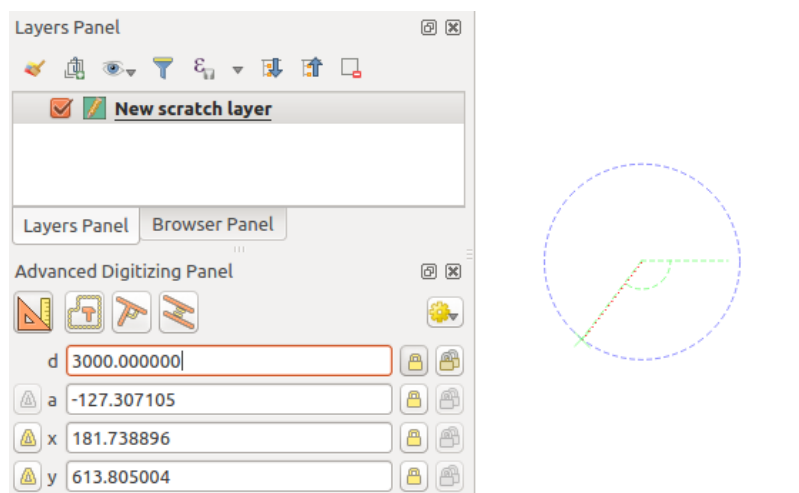 Layers Panel
New scratch layer
Layers Panel Browser Panel
Advanced Digitizing Panel
d 3000.000000
a -127.307105
x 181.738896
y 613.805004